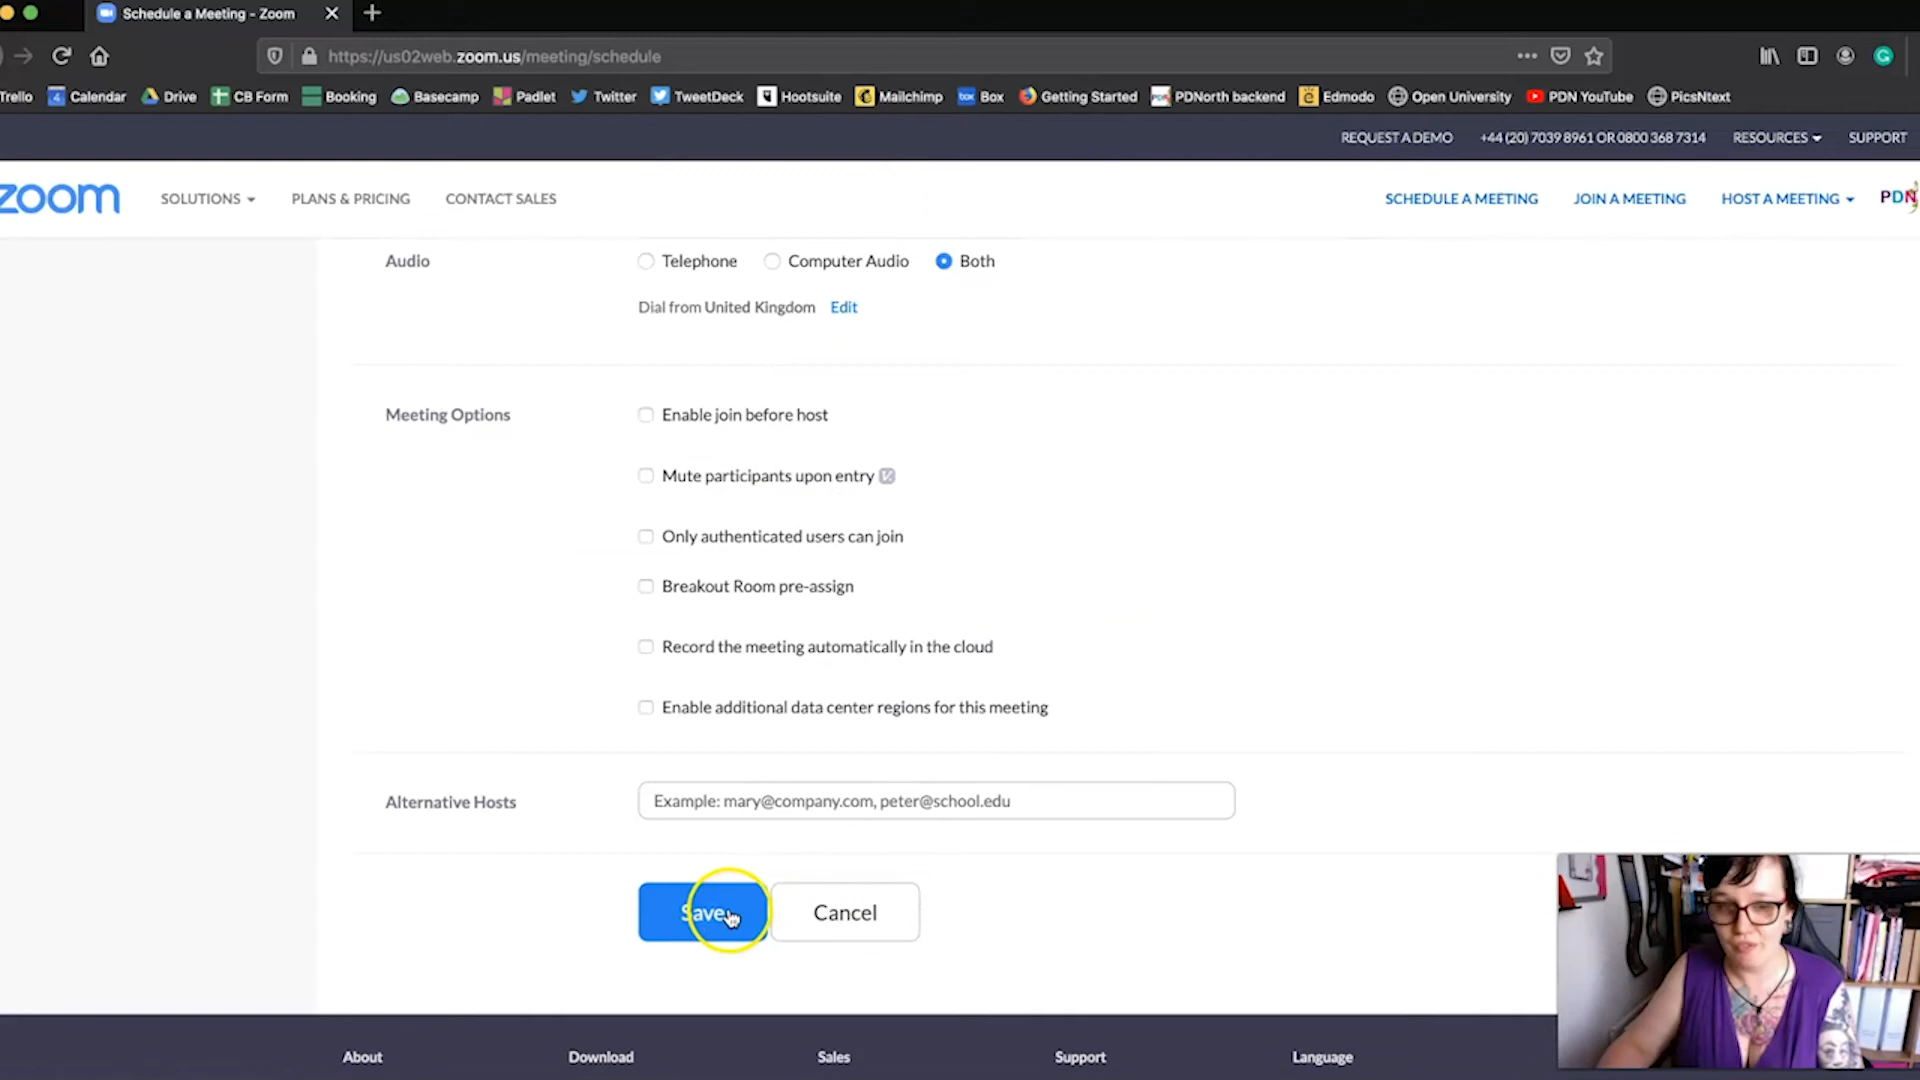 Schedule a Meeting - Zoom
https://us02web.zoom.us/meeting/schedule
Trello Calendar Drive CB Form Booking Basecamp Padlet Twitter TweetDeck Hootsuite Mailchimp Box Getting Started PDNorth backend Edmodo Open University PDN YouTube PicsNtext
REQUEST A DEMO +44 (20) 7039 8961 OR 0800 368 7314 RESOURCES SUPPORT
zoom SOLUTIONS PLANS & PRICING CONTACT SALES SCHEDULE A MEETING JOIN A MEETING HOST A MEETING PDN
Audio Telephone Computer Audio Both
Dial from United Kingdom Edit
Meeting Options Enable join before host
Mute participants upon entry
Only authenticated users can join
Breakout Room pre-assign
Record the meeting automatically in the cloud
Enable additional data center regions for this meeting
Alternative Hosts Example: mary@company.com, peter@school.edu
Save Cancel
About Download Sales Support Language